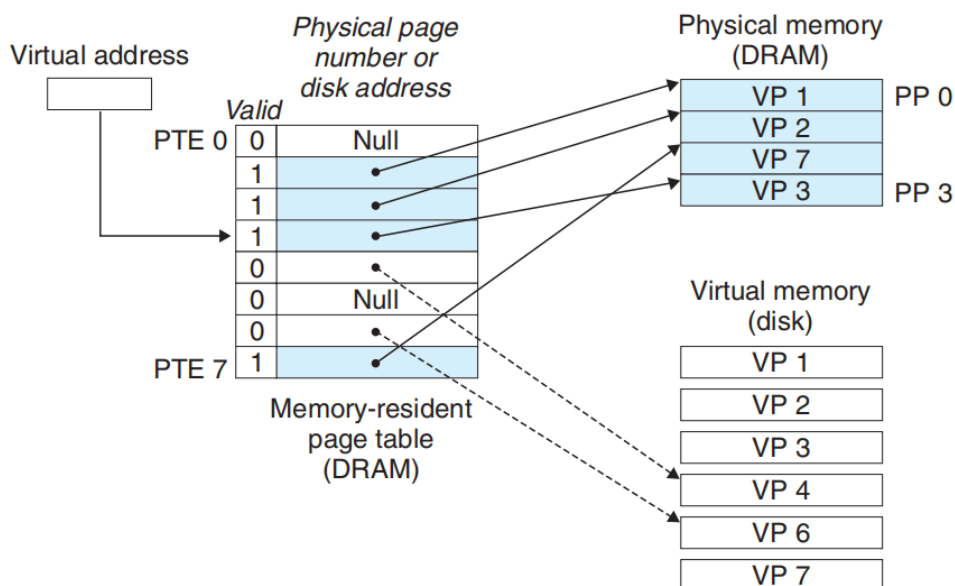 Virtual address
Physical page
number or
disk address
Valid
PTE 0
0
Null
1
1
1
0
0
Null
0
PTE 7
1
Memory-resident
page table
(DRAM)
Physical memory
(DRAM)
VP 1
PP 0
VP 2
VP 7
VP 3
PP 3
Virtual memory
(disk)
VP 1
VP 2
VP 3
VP 4
VP 6
VP 7